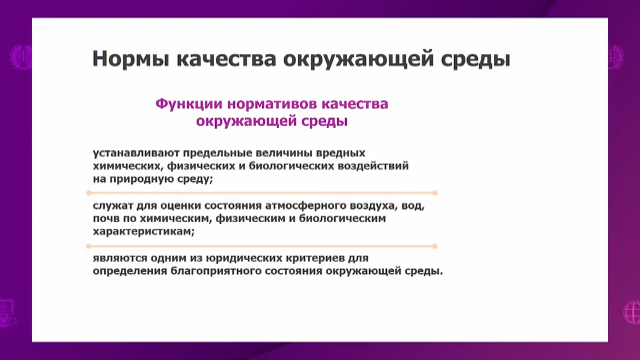 Нормы качества окружающей среды
Функции нормативов качества
окружающей среды
устанавливают предельные величины вредных
химических, физических и биологических воздействий
на природную среду;
служат для оценки состояния атмосферного воздуха, вод,
почв по химическим, физическим и биологическим
характеристикам;
являются одним из юридических критериев для
определения благоприятного состояния окружающей среды.